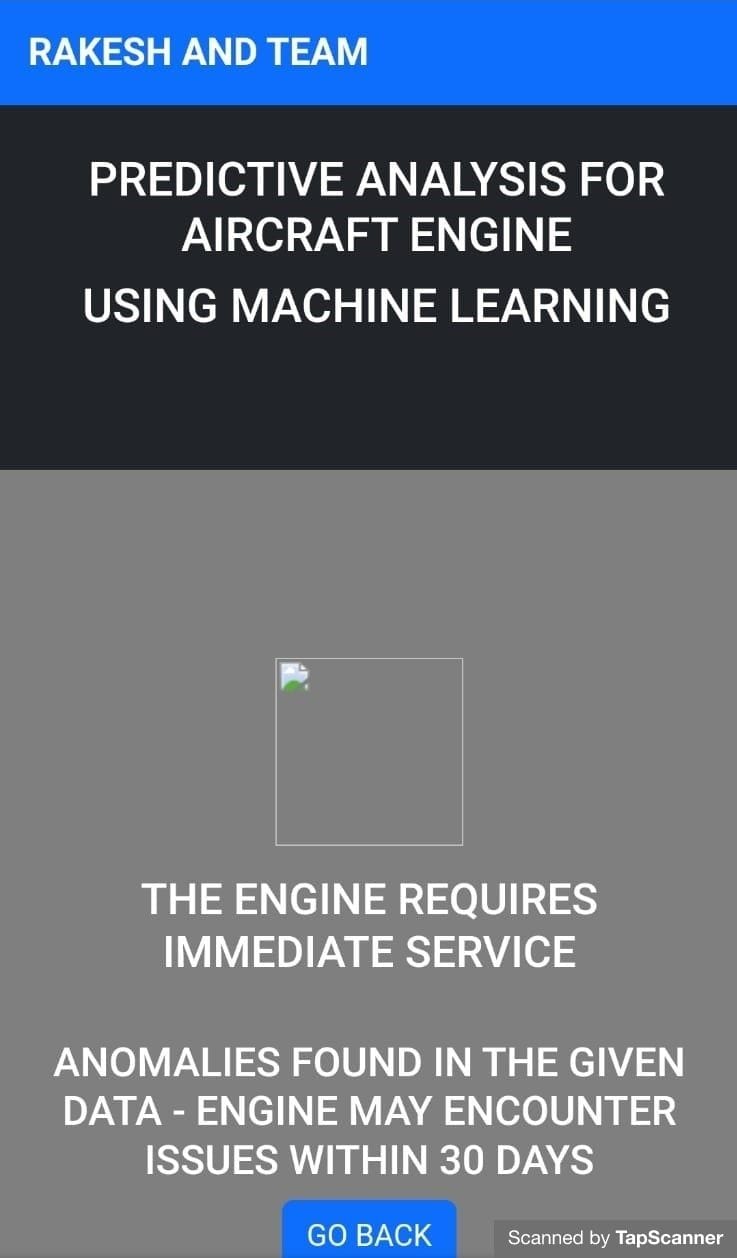 RAKESH AND TEAM
PREDICTIVE ANALYSIS FOR
AIRCRAFT ENGINE
USING MACHINE LEARNING
THE ENGINE REQUIRES
IMMEDIATE SERVICE
ANOMALIES FOUND IN THE GIVEN
DATA - ENGINE MAY ENCOUNTER
ISSUES WITHIN 30 DAYS
GO BACK
Scanned by TapScanner